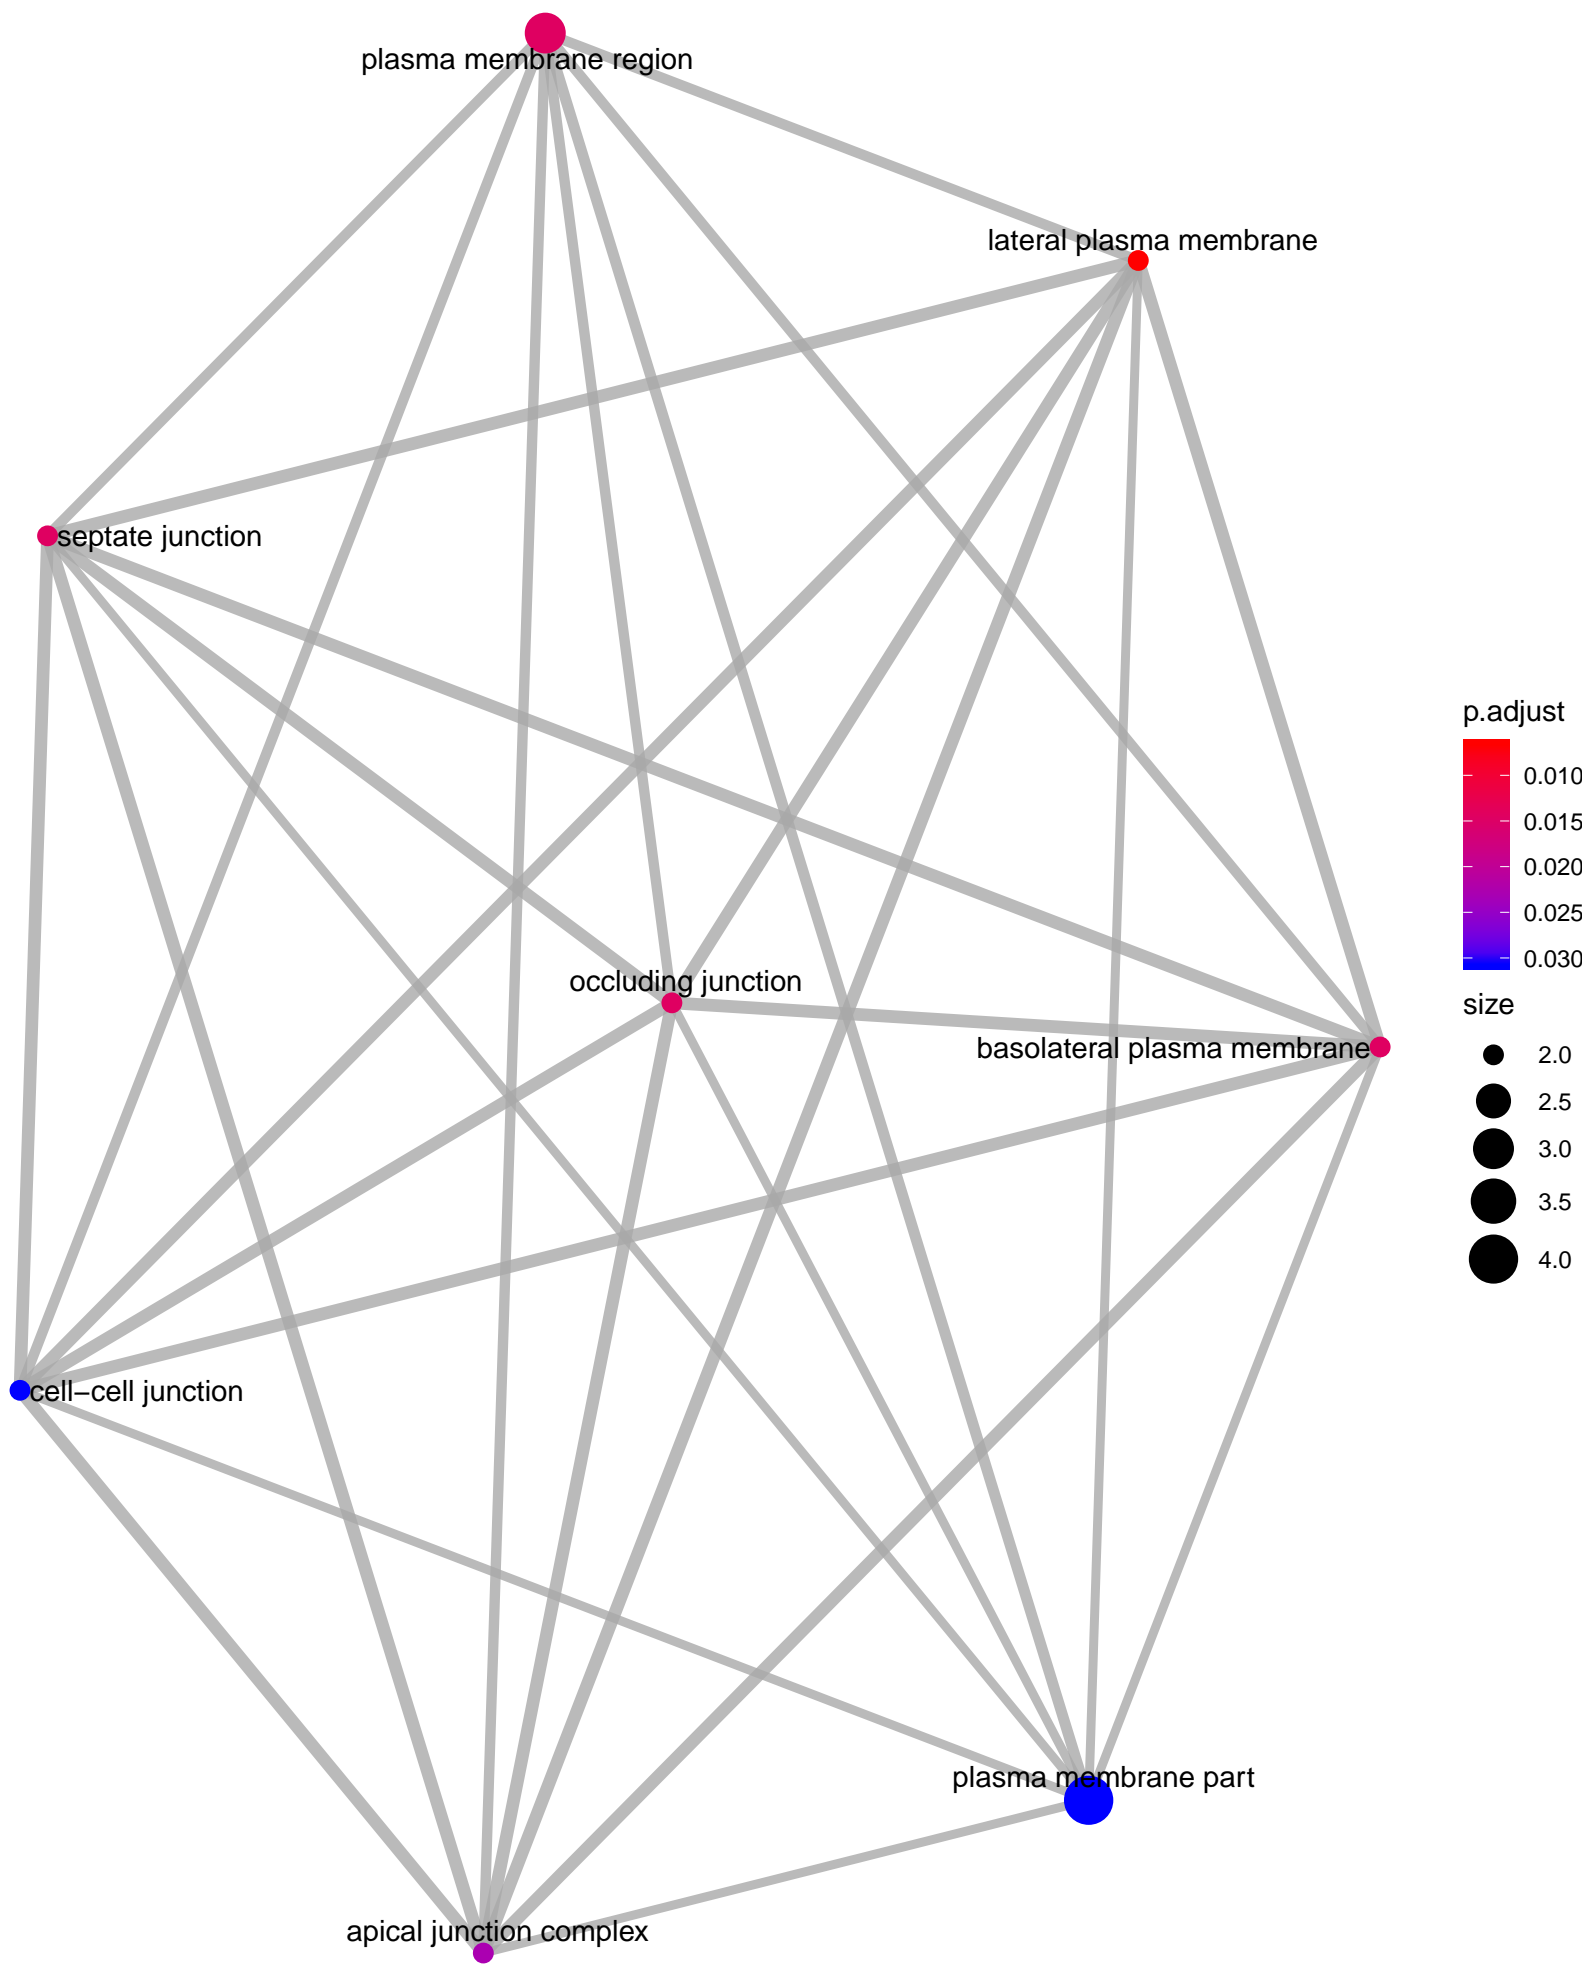 plasma membrane region
lateral plasma membrane
septate junction
occluding junction
basolateral plasma membrane
cell−cell junction
plasma membrane part
apical junction complex
p.adjust
0.010
0.015
0.020
0.025
0.030
size
2.0
2.5
3.0
3.5
4.0